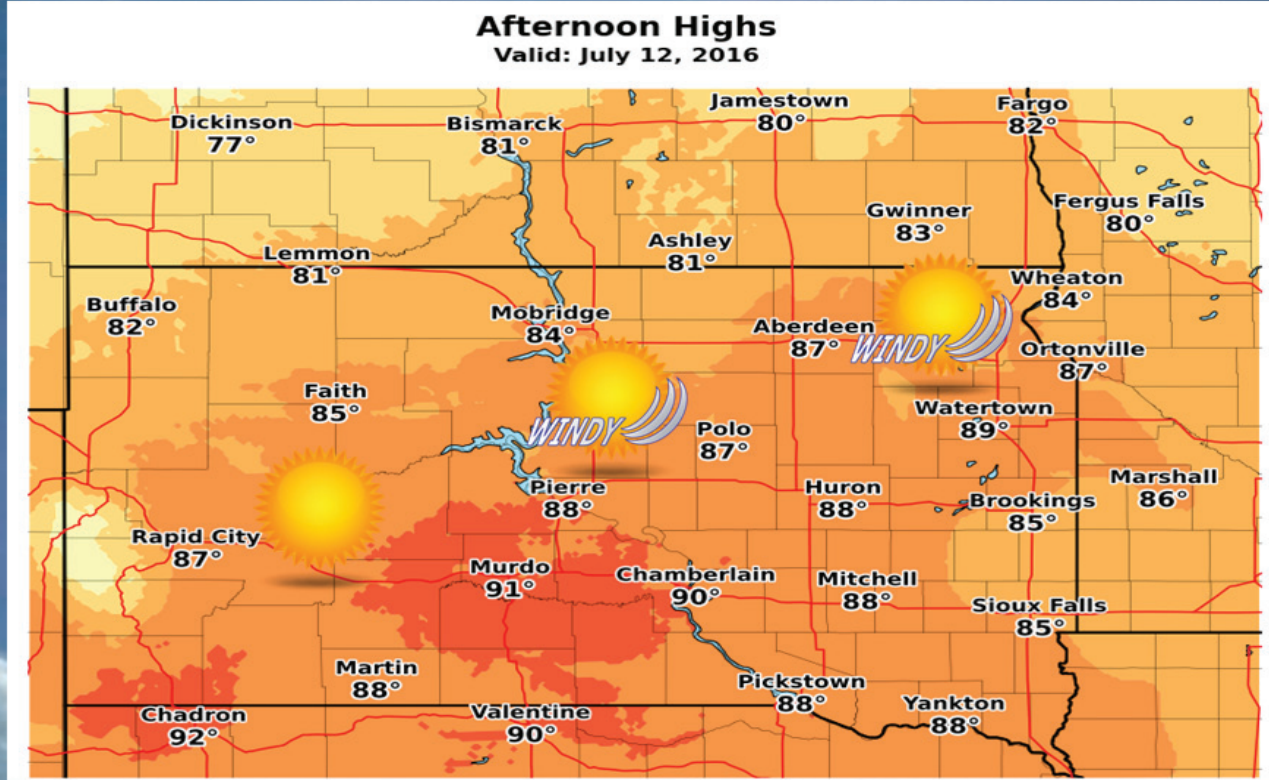 Afternoon Highs
Valid: July 12, 2016
Jamestown
80°
Fargo
82°
Dickinson
77°
Bismarck
81°
Fergus Falls
80°
Gwinner
83°
Ashley
81°
Lemmon
81°
Wheaton
84°
Buffalo
82°
Mobridge
84°
Aberdeen
87°
WINDY
Ortonville
87°
Faith
85°
Watertown
89°
WINDY
Polo
87°
Marshall
86°
Pierre
88°
Huron
88°
Brookings
85°
Rapid City
87°
Murdo
91°
Chamberlain
90°
Mitchell
88°
Sioux Falls
85°
Martin
88°
Pickstown
88°
Yankton
88°
Chadron
92°
Valentine
90°